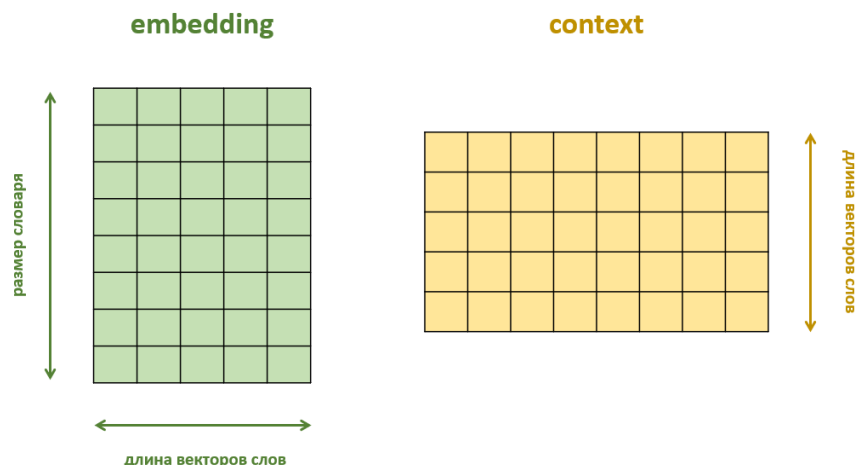 embedding
context
размер словаря
длина векторов слов
длина векторов слов